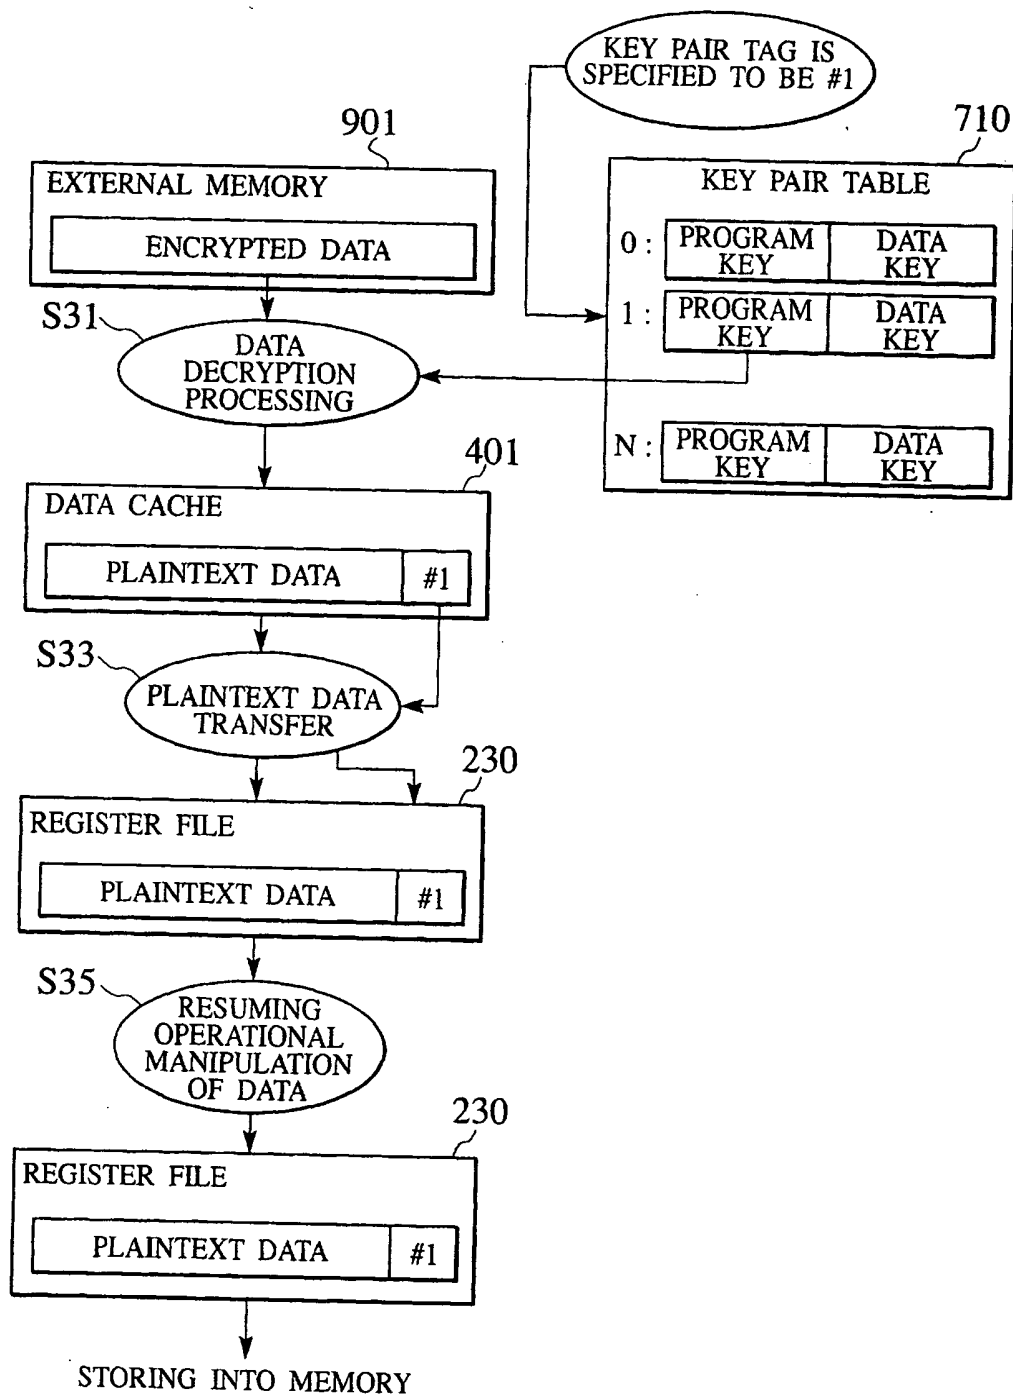 KEY PAIR TAG IS
SPECIFIED TO BE #1
901
710
EXTERNAL MEMORY
ENCRYPTED DATA
KEY PAIR TABLE
0 :
PROGRAM
KEY
DATA
KEY
1 :
PROGRAM
KEY
DATA
KEY
N :
PROGRAM
KEY
DATA
KEY
S31
DATA
DECRYPTION
PROCESSING
401
DATA CACHE
PLAINTEXT DATA
#1
S33
PLAINTEXT DATA
TRANSFER
230
REGISTER FILE
PLAINTEXT DATA
#1
S35
RESUMING
OPERATIONAL
MANIPULATION
OF DATA
230
REGISTER FILE
PLAINTEXT DATA
#1
STORING INTO MEMORY